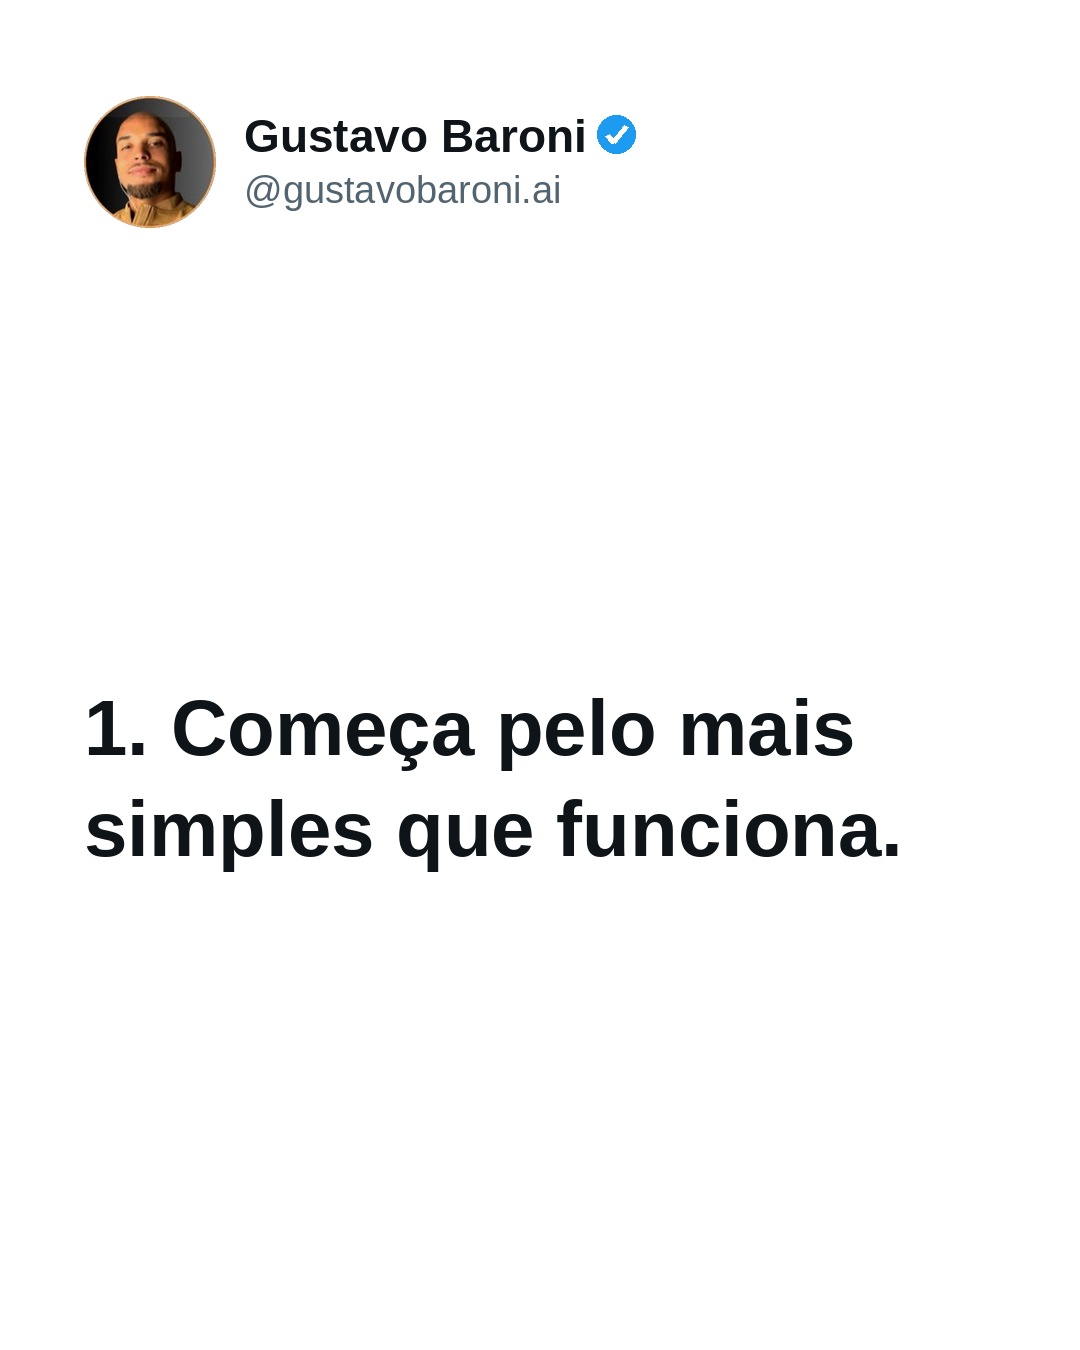 Gustavo Baroni
@gustavobaroni.ai
1. Começa pelo mais
simples que funciona.